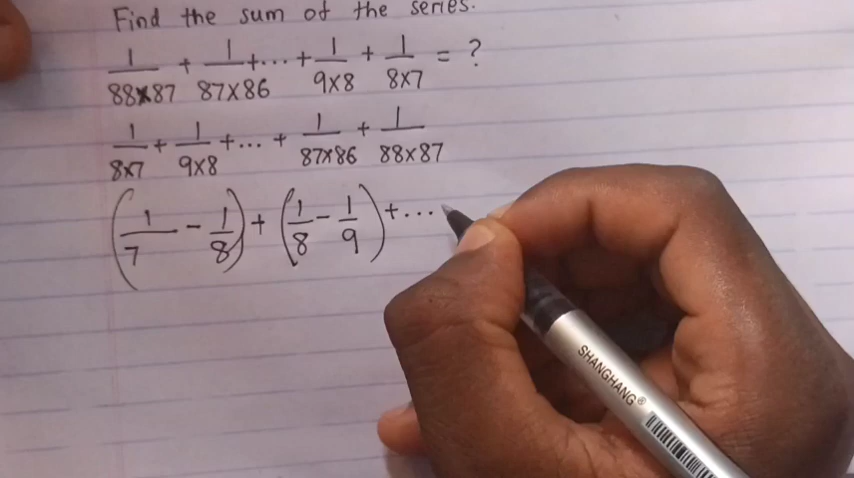 Find the sum of the series.
1/88×87 + 1/87×86 + ... + 1/9×8 + 1/8×7 = ?
1/8×7 + 1/9×8 + ... + 1/87×86 + 1/88×87
(1/7 - 1/8) + (1/8 - 1/9) + ...
SHANGHANG®